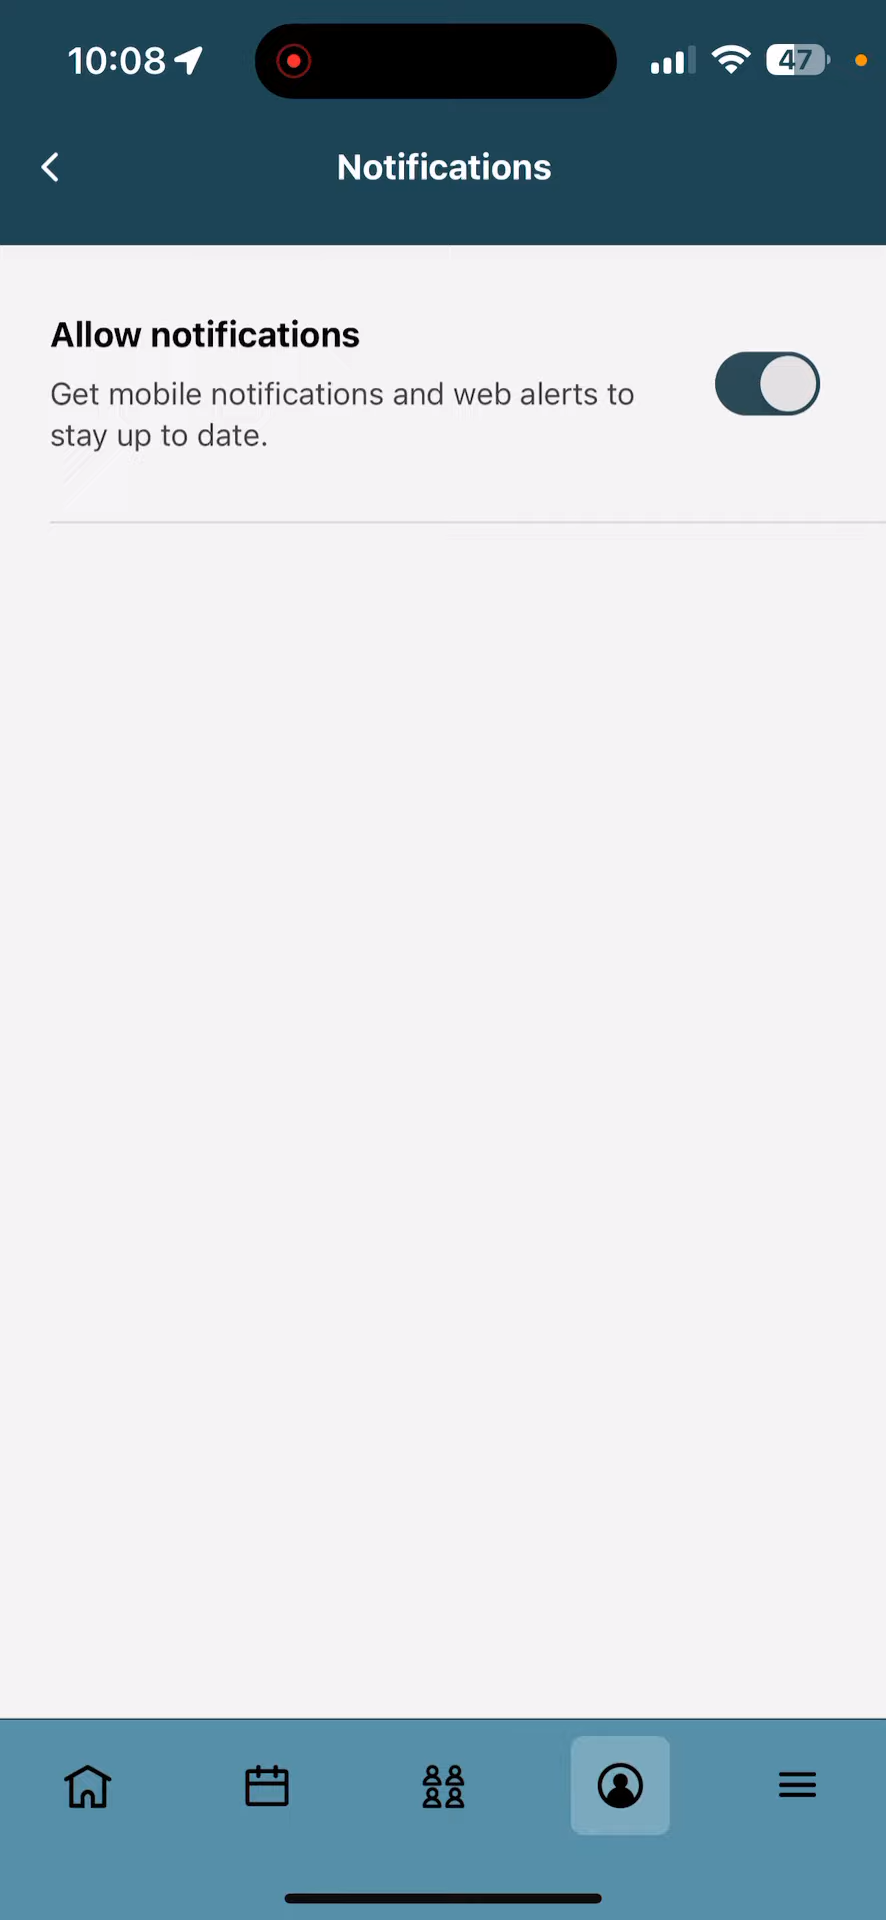 10:08
47
Notifications
Allow notifications
Get mobile notifications and web alerts to
stay up to date.